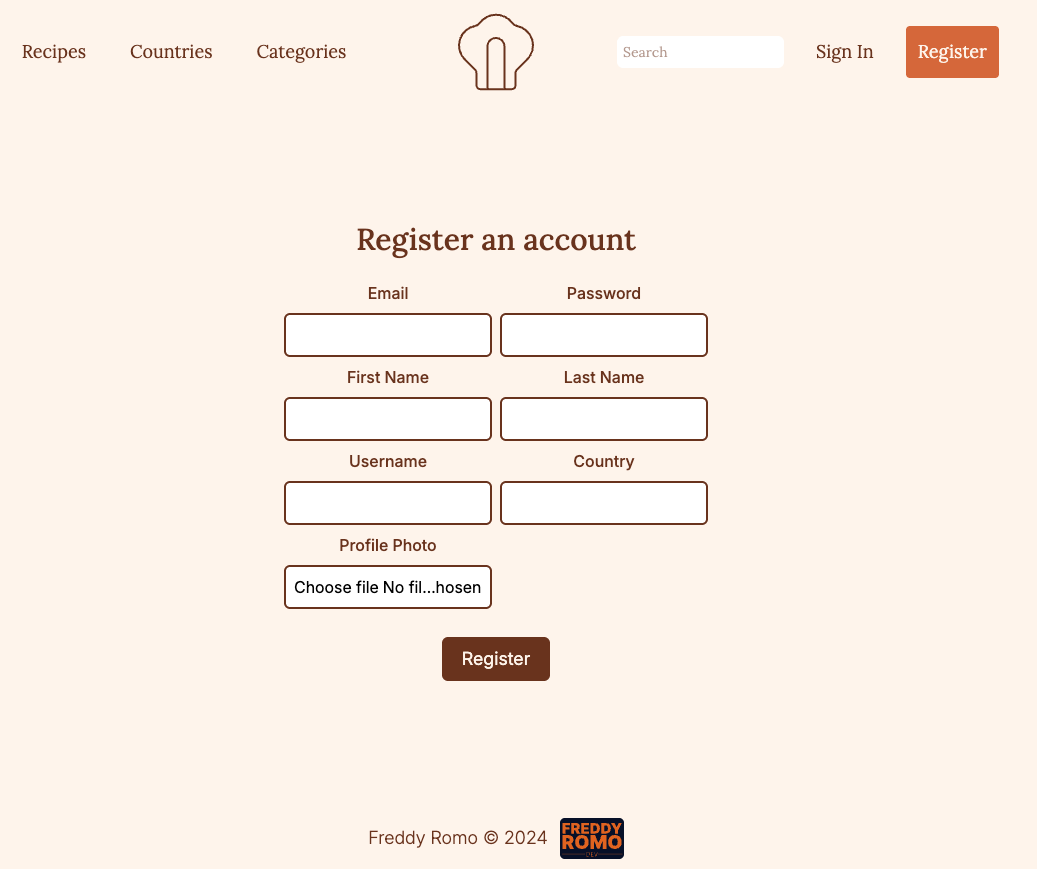 Recipes Countries Categories Search Sign In Register
Register an account
Email Password
First Name Last Name
Username Country
Profile Photo
Choose file No fil...hosen
Register
Freddy Romo © 2024
FREDDY
ROMO
DEV